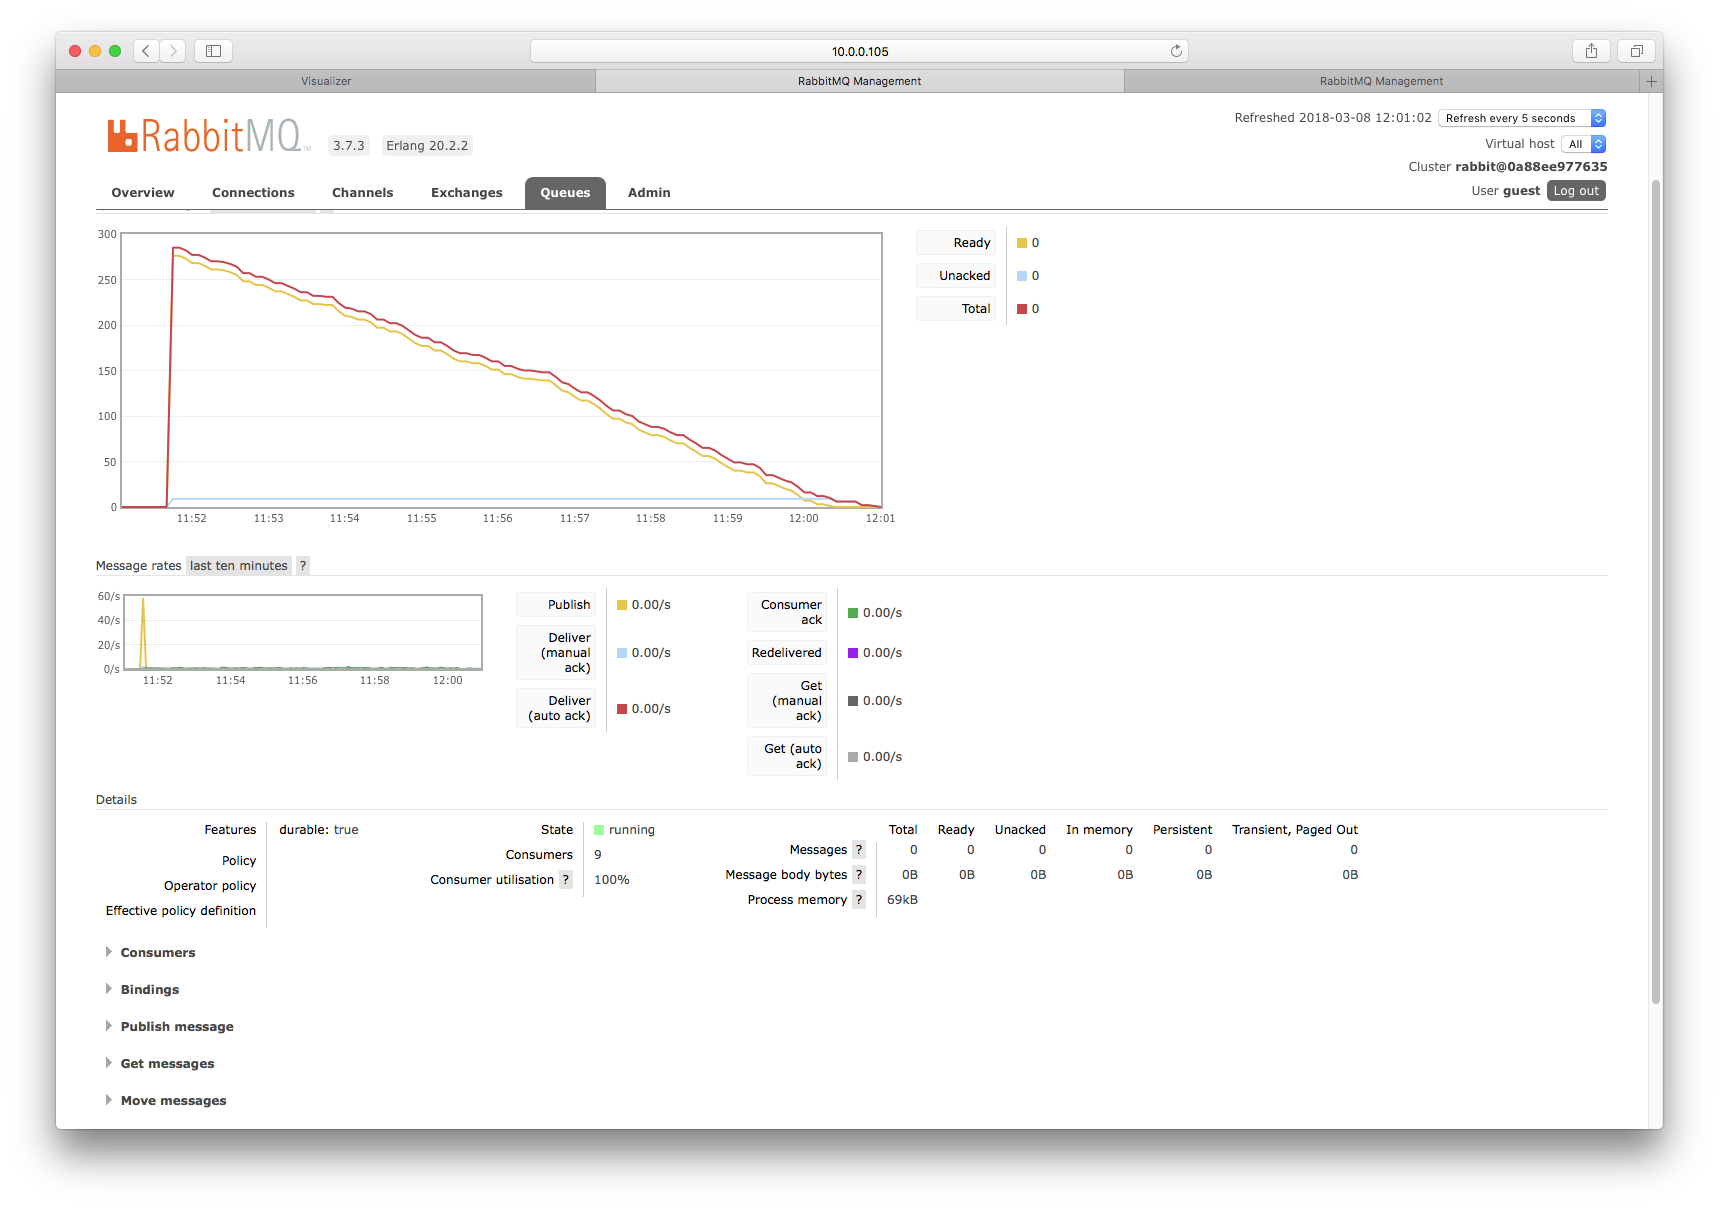 10.0.0.105
Visualizer
RabbitMQ Management
RabbitMQ Management
RabbitMQ
TM
3.7.3
Erlang 20.2.2
Refreshed 2018-03-08 12:01:02
Refresh every 5 seconds
Virtual host
All
Cluster rabbit@0a88ee977635
User guest
Log out
Overview
Connections
Channels
Exchanges
Queues
Admin
300
250
200
150
100
50
0
11:52
11:53
11:54
11:55
11:56
11:57
11:58
11:59
12:00
12:01
Ready
0
Unacked
0
Total
0
Message rates last ten minutes ?
60/s
40/s
20/s
0/s
11:52
11:54
11:56
11:58
12:00
Publish
0.00/s
Deliver
(manual
ack)
0.00/s
Deliver
(auto ack)
0.00/s
Consumer
ack
0.00/s
Redelivered
0.00/s
Get
(manual
ack)
0.00/s
Get (auto
ack)
0.00/s
Details
Features
durable: true
Policy
Operator policy
Effective policy definition
State
running
Consumers
9
Consumer utilisation ?
100%
Total Ready Unacked In memory Persistent Transient, Paged Out
Messages ? 0 0 0 0 0 0
Message body bytes ? 0B 0B 0B 0B 0B 0B
Process memory ? 69kB
Consumers
Bindings
Publish message
Get messages
Move messages